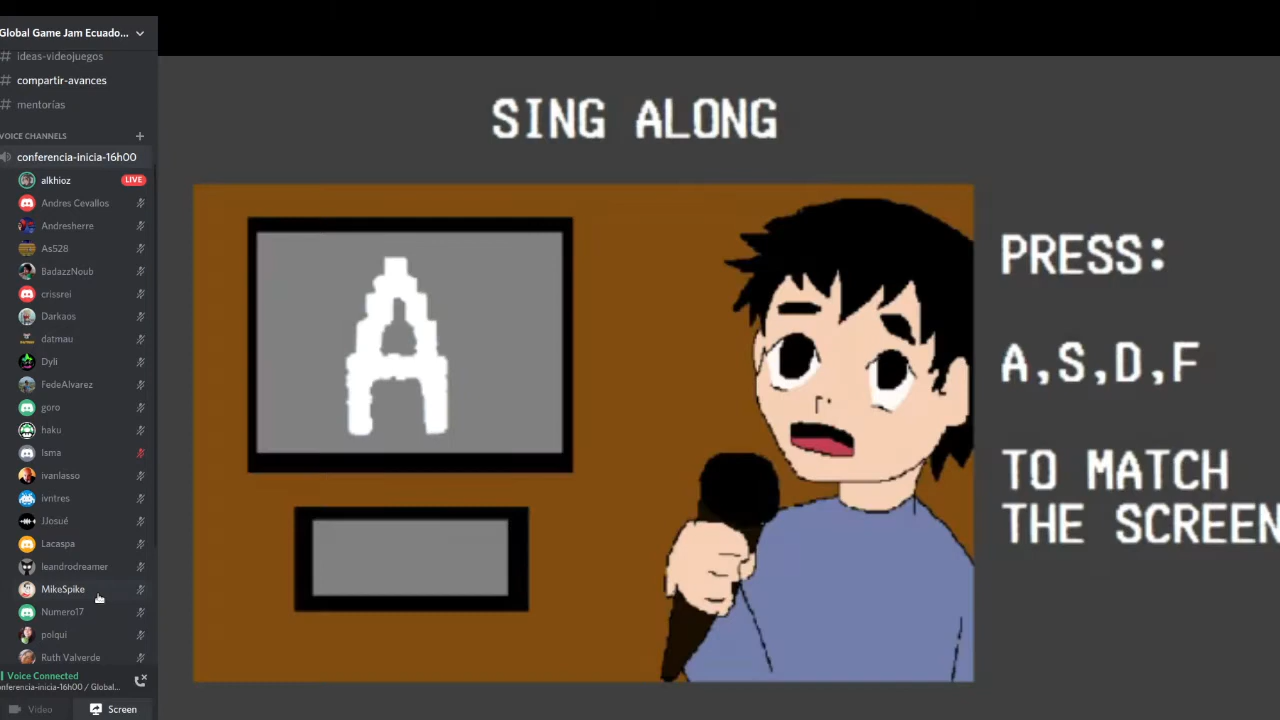 Global Game Jam Ecuado...
# ideas-videojuegos
# compartir-avances
# mentorías
VOICE CHANNELS +
conferencia-inicia-16h00
alkhioz LIVE
Andres Cevallos
Andresherre
As528
BadazzNoub
crissrei
Darkaos
datmau
Dyli
FedeAlvarez
goro
haku
Isma
ivanlasso
ivntres
JJosué
Lacaspa
leandrodreamer
MikeSpike
Numero17
polqui
Ruth Valverde
Voice Connected
onferencia-inicia-16h00 / Global...
Video Screen
SING ALONG
A
PRESS:
A,S,D,F
TO MATCH
THE SCREEN